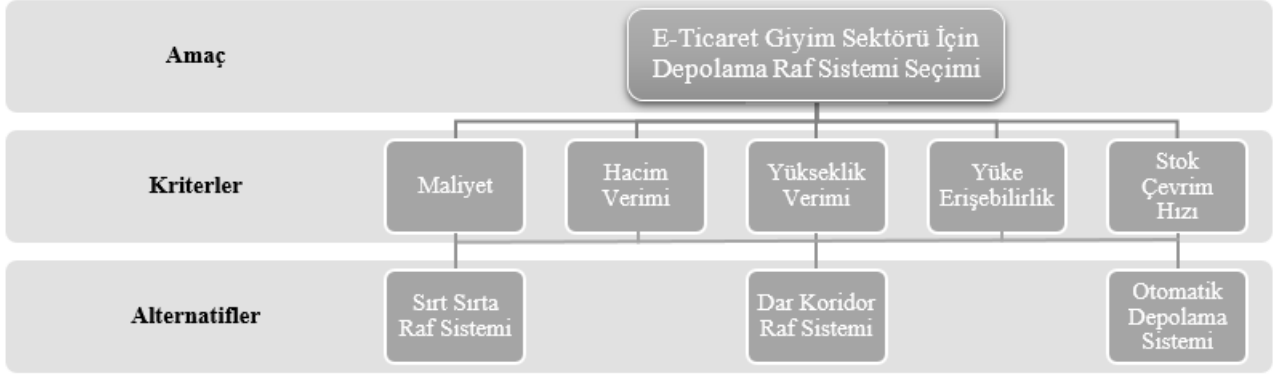 Amaç
E-Ticaret Giyim Sektörü İçin
Depolama Raf Sistemi Seçimi
Kriterler
Maliyet
Hacim
Verimi
Yükseklik
Verimi
Yüke
Erişebilirlik
Stok
Çevrim
Hızı
Alternatifler
Sırt Sırta
Raf Sistemi
Dar Koridor
Raf Sistemi
Otomatik
Depolama
Sistemi